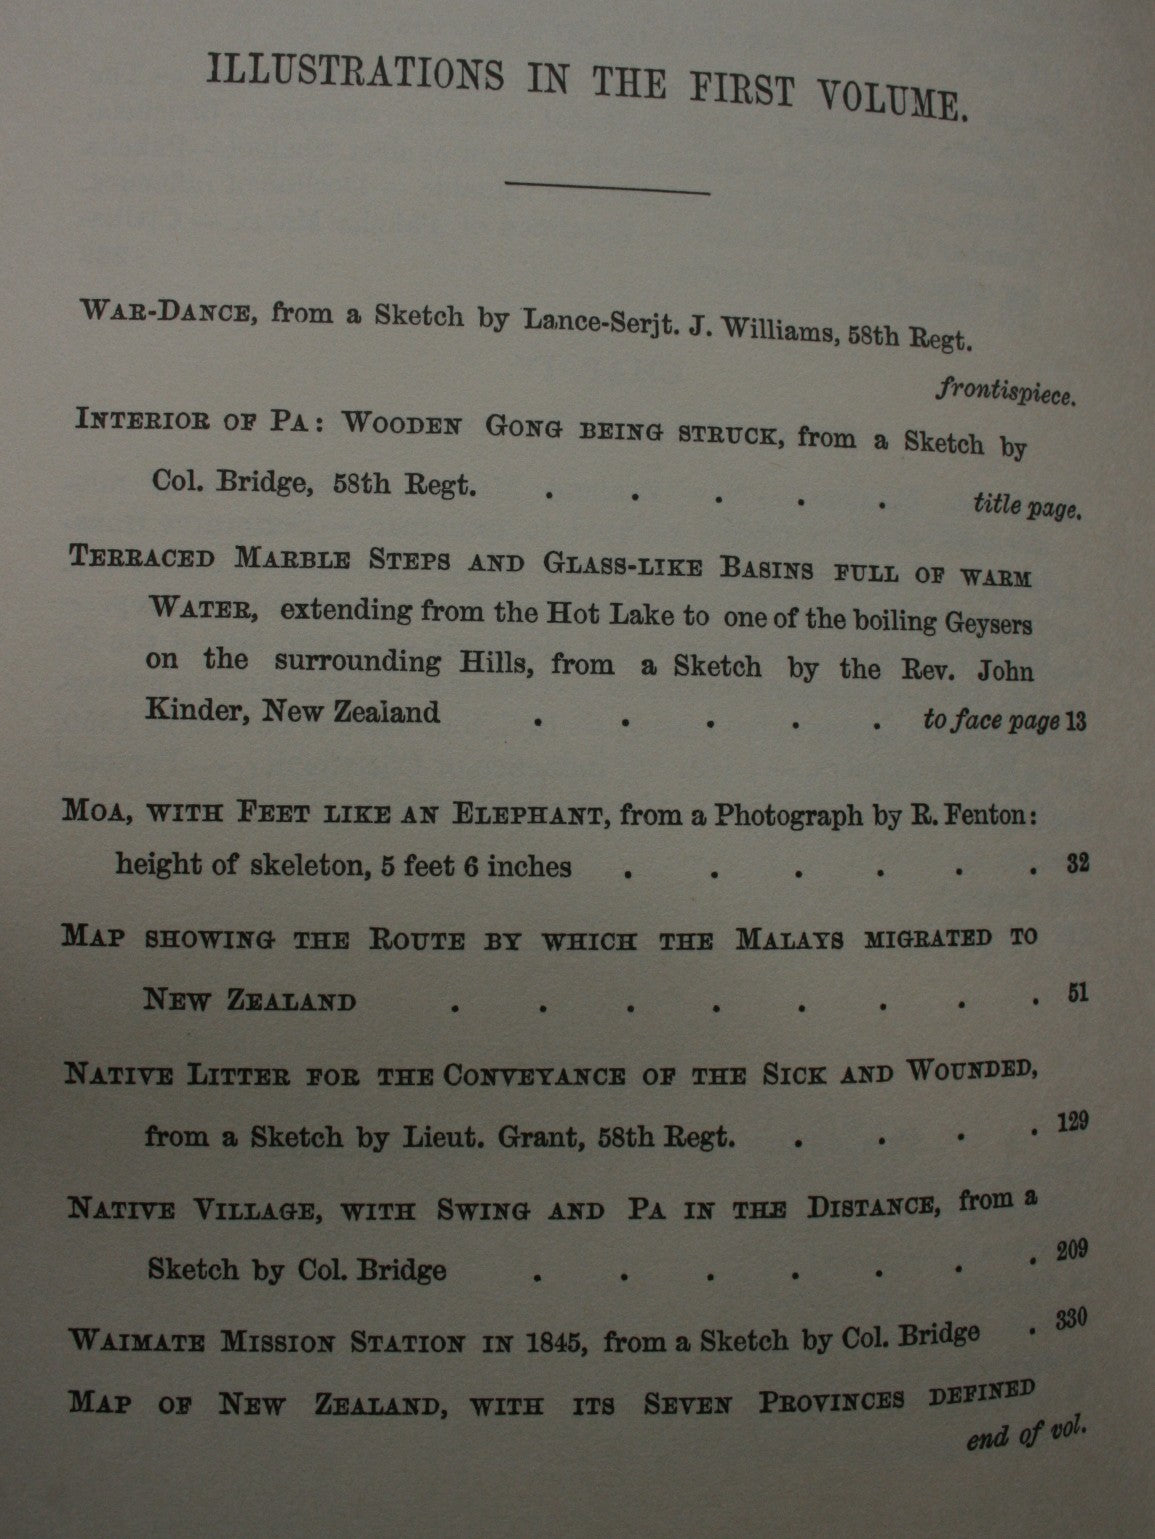 ILLUSTRATIONS IN THE FIRST VOLUME.
WAR-DANCE, from a Sketch by Lance-Serjt. J. Williams, 58th Regt.
frontispiece.
INTERIOR OF PA: WOODEN GONG BEING STRUCK, from a Sketch by
Col. Bridge, 58th Regt. . . . . . title page.
TERRACED MARBLE STEPS AND GLASS-LIKE BASINS FULL OF WARM
WATER, extending from the Hot Lake to one of the boiling Geysers
on the surrounding Hills, from a Sketch by the Rev. John
Kinder, New Zealand . . . . . to face page 13
MOA, WITH FEET LIKE AN ELEPHANT, from a Photograph by R. Fenton:
height of skeleton, 5 feet 6 inches . . . . . . 32
MAP SHOWING THE ROUTE BY WHICH THE MALAYS MIGRATED TO
NEW ZEALAND . . . . . . . . 51
NATIVE LITTER FOR THE CONVEYANCE OF THE SICK AND WOUNDED,
from a Sketch by Lieut. Grant, 58th Regt. . . . . 129
NATIVE VILLAGE, WITH SWING AND PA IN THE DISTANCE, from a
Sketch by Col. Bridge . . . . . . . 209
WAIMATE MISSION STATION IN 1845, from a Sketch by Col. Bridge . 330
MAP OF NEW ZEALAND, WITH ITS SEVEN PROVINCES DEFINED
end of vol.